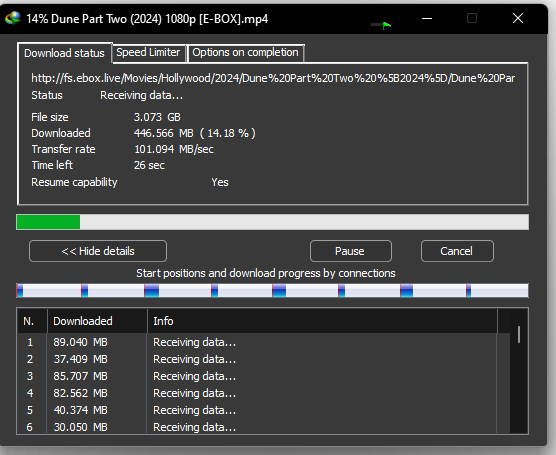 14% Dune Part Two (2024) 1080p [E-BOX].mp4
Download status Speed Limiter Options on completion
http://fs.ebox.live/Movies/Hollywood/2024/Dune%20Part%20Two%20%5B2024%5D/Dune%20Par
Status Receiving data...
File size 3.073 GB
Downloaded 446.566 MB ( 14.18 % )
Transfer rate 101.094 MB/sec
Time left 26 sec
Resume capability Yes
<< Hide details Pause Cancel
Start positions and download progress by connections
N. Downloaded Info
1 89.040 MB Receiving data...
2 37.409 MB Receiving data...
3 85.707 MB Receiving data...
4 82.562 MB Receiving data...
5 40.374 MB Receiving data...
6 30.050 MB Receiving data...